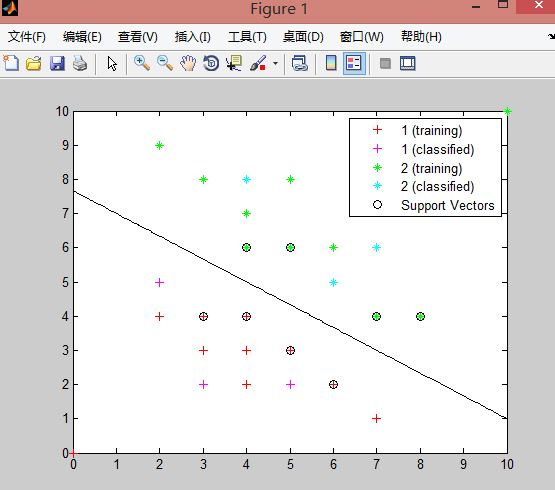 Figure 1
文件(F) 编辑(E) 查看(V) 插入(I) 工具(T) 桌面(D) 窗口(W) 帮助(H)
10
9
8
7
6
5
4
3
2
1
0
1 (training)
1 (classified)
2 (training)
2 (classified)
Support Vectors
0 1 2 3 4 5 6 7 8 9 10